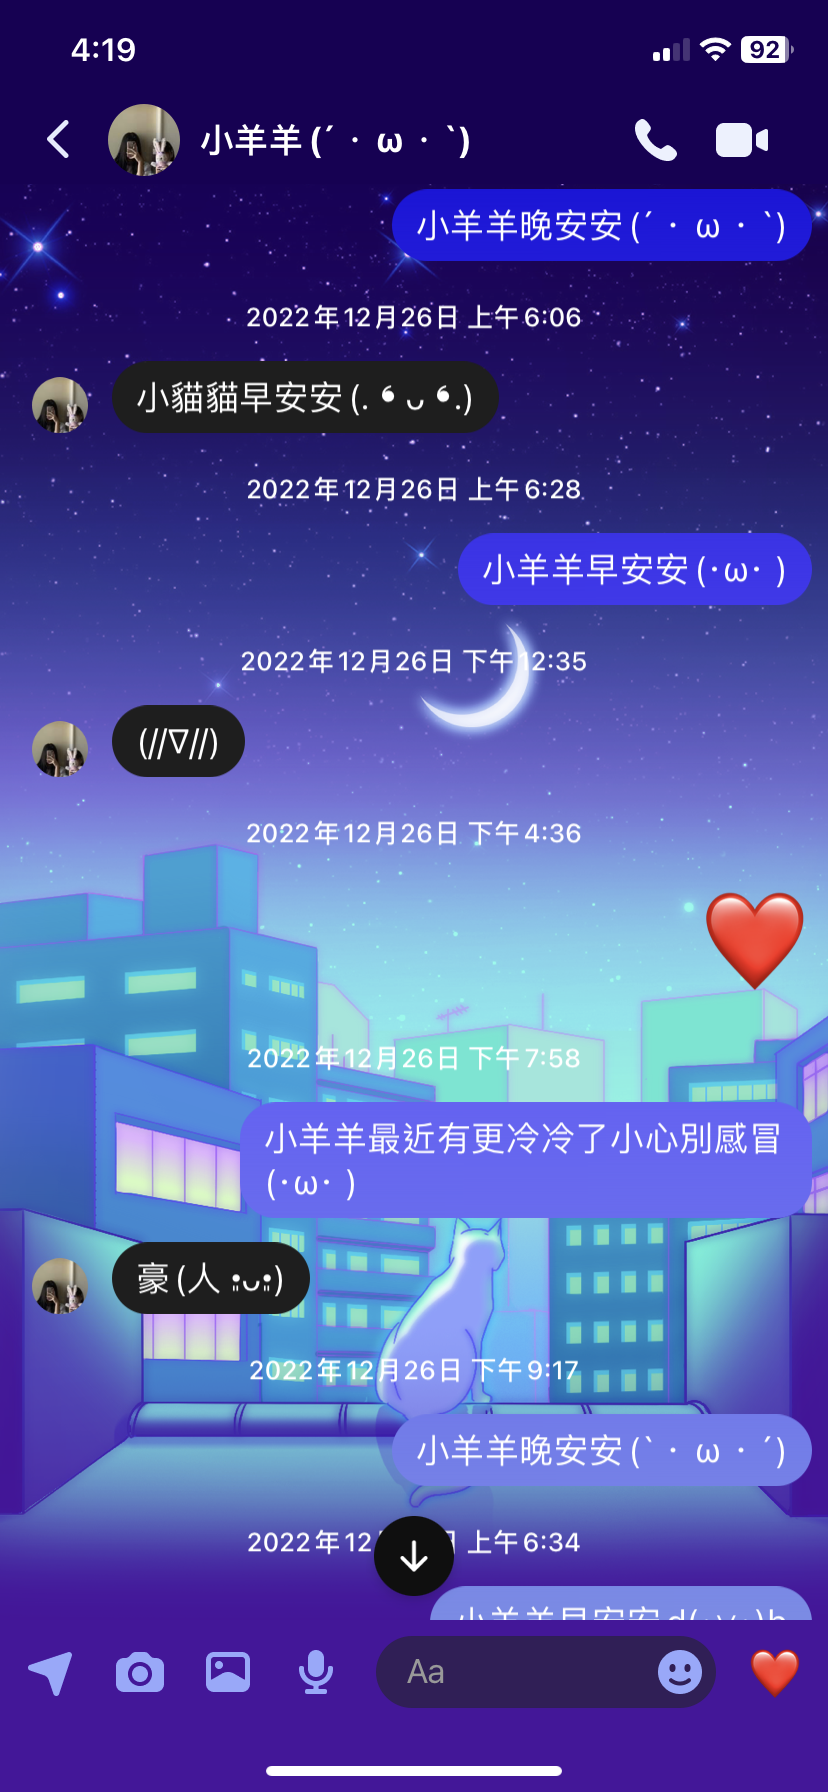 4:19
92
小羊羊(´・ω・`)
小羊羊晚安安(´・ω・`)
2022年12月26日 上午6:06
小貓貓早安安(. ❛ ᴗ ❛.)
2022年12月26日 上午6:28
小羊羊早安安(･ω･ )
2022年12月26日 下午12:35
(//∇//)
2022年12月26日 下午4:36
2022年12月26日 下午7:58
小羊羊最近有更冷冷了小心別感冒
(･ω･ )
豪(人 •͈ᴗ•͈)
2022年12月26日 下午9:17
小羊羊晚安安(`・ω・´)
2022年12 上午6:34
小羊羊早安安
Aa